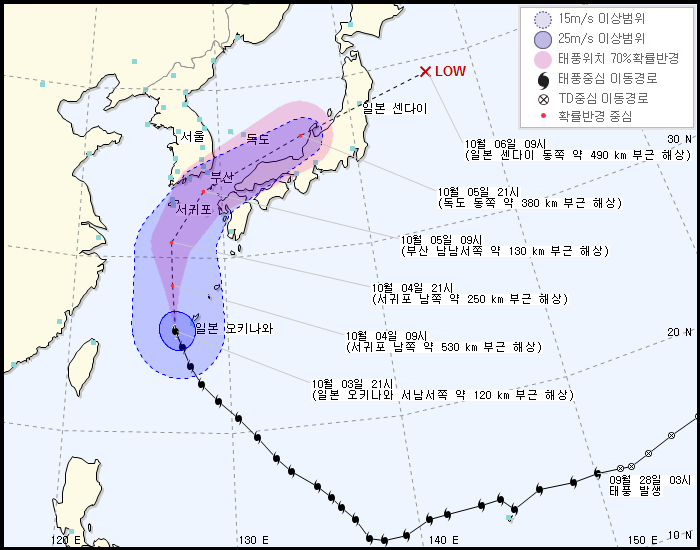 15m/s 이상범위
25m/s 이상범위
태풍위치 70%확률반경
태풍중심 이동경로
TD중심 이동경로
확률반경 중심
LOW
일본 센다이
서울
독도
부산
서귀포
일본 오키나와
30 N
20 N
10 N
120 E
130 E
140 E
150 E
10월 06일 09시
(일본 센다이 동쪽 약 490 km 부근 해상)
10월 05일 21시
(독도 동쪽 약 380 km 부근 해상)
10월 05일 09시
(부산 남남서쪽 약 130 km 부근 해상)
10월 04일 21시
(서귀포 남쪽 약 250 km 부근 해상)
10월 04일 09시
(서귀포 남쪽 약 530 km 부근 해상)
10월 03일 21시
(일본 오키나와 서남서쪽 약 120 km 부근 해상)
09월 28일 03시
태풍 발생